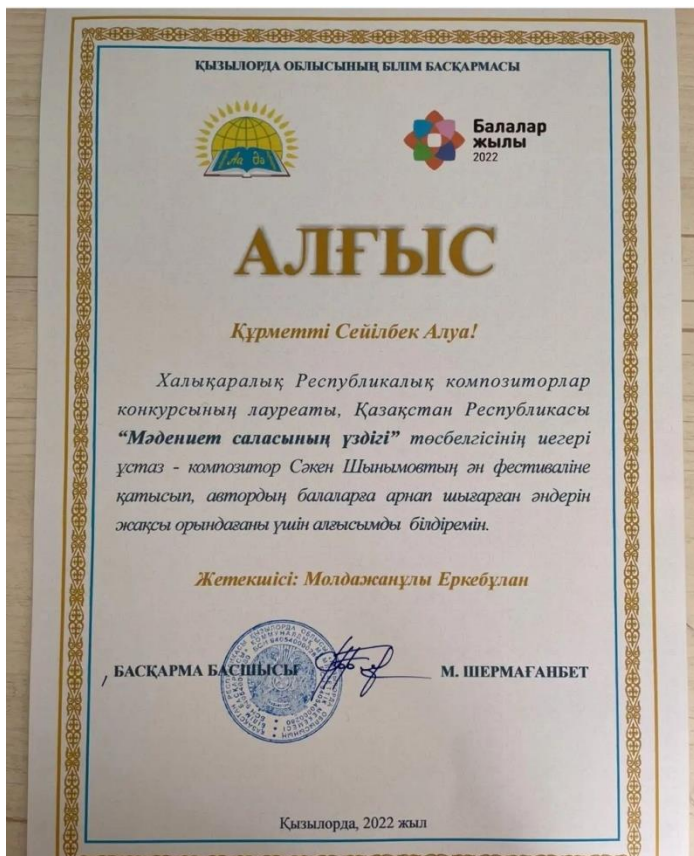 ҚЫЗЫЛОРДА ОБЛЫСЫНЫҢ БІЛІМ БАСҚАРМАСЫ
Балалар
жылы
2022
АЛҒЫС
Құрметті Сейілбек Алуа!
Халықаралық Республикалық композиторлар
конкурсының лауреаты, Қазақстан Республикасы
“Мәдениет саласының үздігі” төсбелгісінің иегері
ұстаз - композитор Сәкен Шынымовтың ән фестиваліне
қатысып, автордың балаларға арнап шығарған әндерін
жақсы орындағаны үшін алғысымды білдіремін.
Жетекшісі: Молдажанұлы Еркебұлан
БАСҚАРМА БАСШЫСЫ М. ШЕРМАҒАНБЕТ
Қызылорда, 2022 жыл